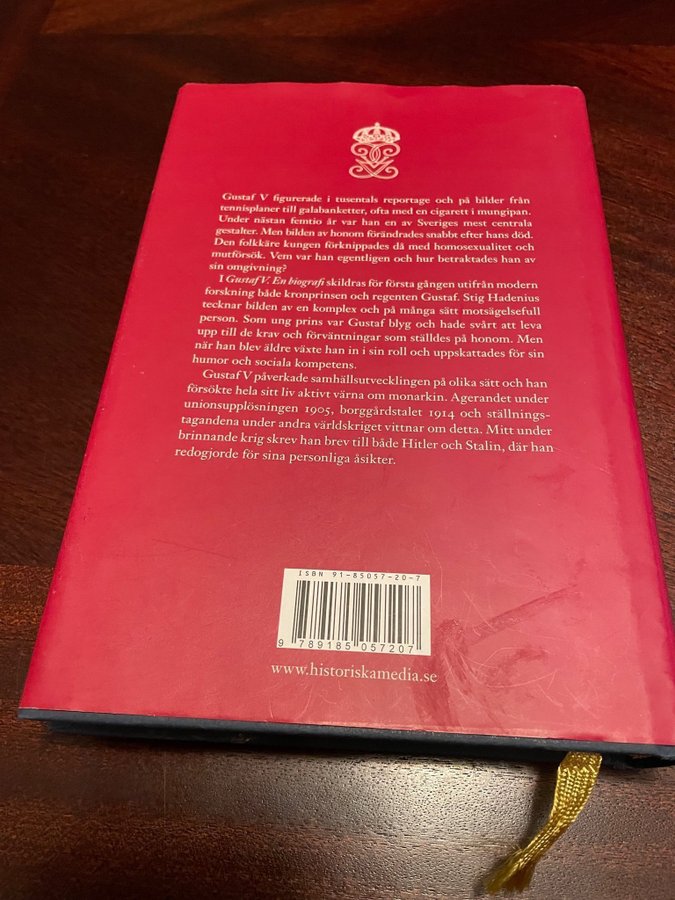 Gustaf V figurerade i tusentals reportage och på bilder från
tennisplaner till galabanketter, ofta med en cigarett i mungipan.
Under nästan femtio år var han en av Sveriges mest centrala
gestalter. Men bilden av honom förändrades snabbt efter hans död.
Den folkkäre kungen förknippades då med homosexualitet och
mutförsök. Vem var han egentligen och hur betraktades han av
sin omgivning?
I Gustaf V. En biografi skildras för första gången utifrån modern
forskning både kronprinsen och regenten Gustaf. Stig Hadenius
tecknar bilden av en komplex och på många sätt motsägelsefull
person. Som ung prins var Gustaf blyg och hade svårt att leva
upp till de krav och förväntningar som ställdes på honom. Men
när han blev äldre växte han in i sin roll och uppskattades för sin
humor och sociala kompetens.
Gustaf V påverkade samhällsutvecklingen på olika sätt och han
försökte hela sitt liv aktivt värna om monarkin. Agerandet under
unionsupplösningen 1905, borggårdstalet 1914 och ställnings-
tagandena under andra världskriget vittnar om detta. Mitt under
brinnande krig skrev han brev till både Hitler och Stalin, där han
redogjorde för sina personliga åsikter.
ISBN 91-85057-20-7
9 789185 057207
www.historiskamedia.se